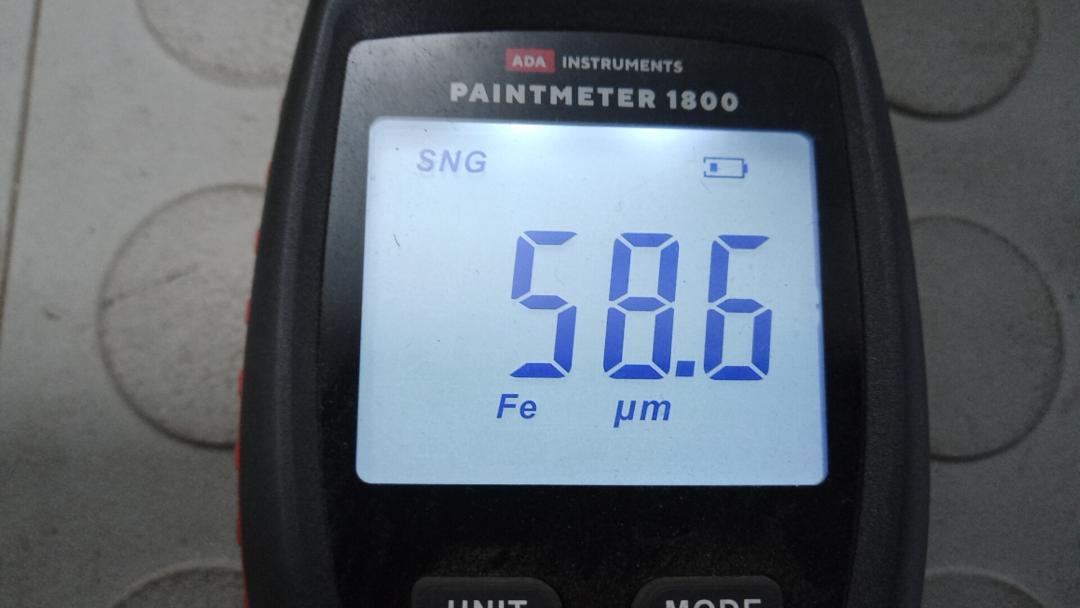 ADA INSTRUMENTS
PAINTMETER 1800
SNG
58.6
Fe µm
UNIT MODE